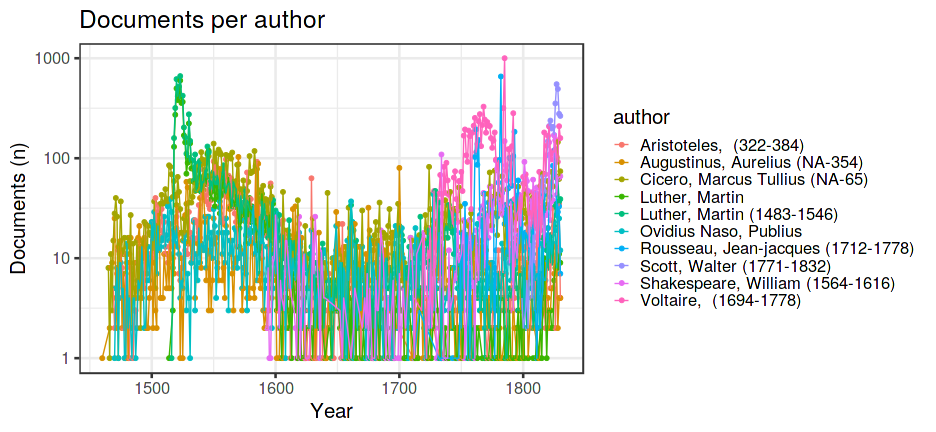 Documents per author
1000
100
10
1
Documents (n)
1500
1600
1700
1800
Year
author
Aristoteles,  (322-384)
Augustinus, Aurelius (NA-354)
Cicero, Marcus Tullius (NA-65)
Luther, Martin
Luther, Martin (1483-1546)
Ovidius Naso, Publius
Rousseau, Jean-jacques (1712-1778)
Scott, Walter (1771-1832)
Shakespeare, William (1564-1616)
Voltaire,  (1694-1778)